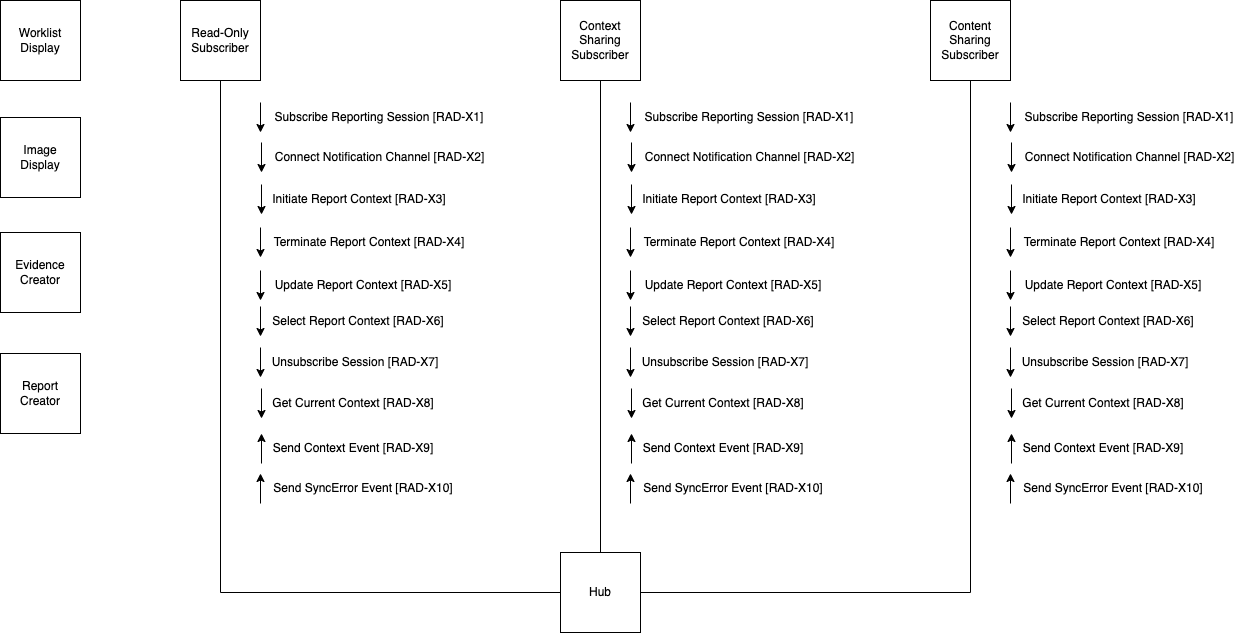 Worklist
Display
Read-Only
Subscriber
Context
Sharing
Subscriber
Content
Sharing
Subscriber
Image
Display
Evidence
Creator
Report
Creator
Subscribe Reporting Session [RAD-X1]
Connect Notification Channel [RAD-X2]
Initiate Report Context [RAD-X3]
Terminate Report Context [RAD-X4]
Update Report Context [RAD-X5]
Select Report Context [RAD-X6]
Unsubscribe Session [RAD-X7]
Get Current Context [RAD-X8]
Send Context Event [RAD-X9]
Send SyncError Event [RAD-X10]
Subscribe Reporting Session [RAD-X1]
Connect Notification Channel [RAD-X2]
Initiate Report Context [RAD-X3]
Terminate Report Context [RAD-X4]
Update Report Context [RAD-X5]
Select Report Context [RAD-X6]
Unsubscribe Session [RAD-X7]
Get Current Context [RAD-X8]
Send Context Event [RAD-X9]
Send SyncError Event [RAD-X10]
Subscribe Reporting Session [RAD-X1]
Connect Notification Channel [RAD-X2]
Initiate Report Context [RAD-X3]
Terminate Report Context [RAD-X4]
Update Report Context [RAD-X5]
Select Report Context [RAD-X6]
Unsubscribe Session [RAD-X7]
Get Current Context [RAD-X8]
Send Context Event [RAD-X9]
Send SyncError Event [RAD-X10]
Hub